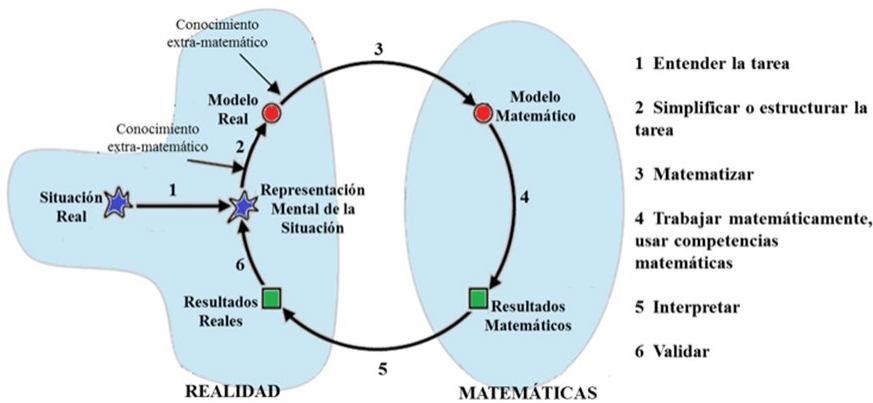 Conocimiento
extra-matemático
3
Modelo
Real
Modelo
Matemático
Conocimiento
extra-matemático
2
1
Situación
Real
Representación
Mental de la
Situación
4
6
Resultados
Reales
Resultados
Matemáticos
5
REALIDAD
MATEMÁTICAS
1 Entender la tarea
2 Simplificar o estructurar la
tarea
3 Matematizar
4 Trabajar matemáticamente,
usar competencias
matemáticas
5 Interpretar
6 Validar